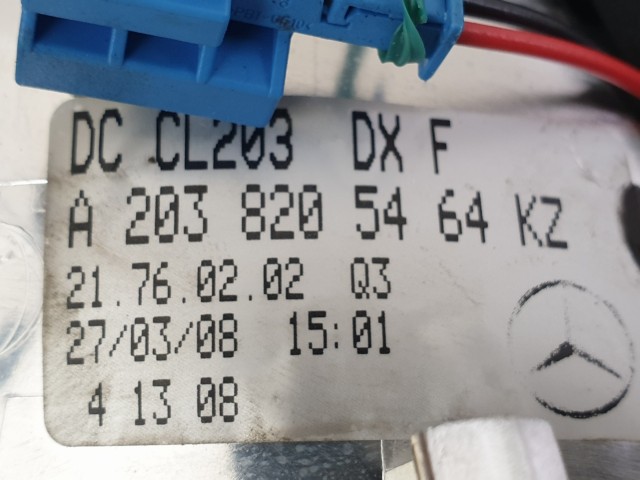 DC CL203 DX F
A 203 820 54 64 KZ
21.76.02.02 Q3
27/03/08 15:01
4 13 08